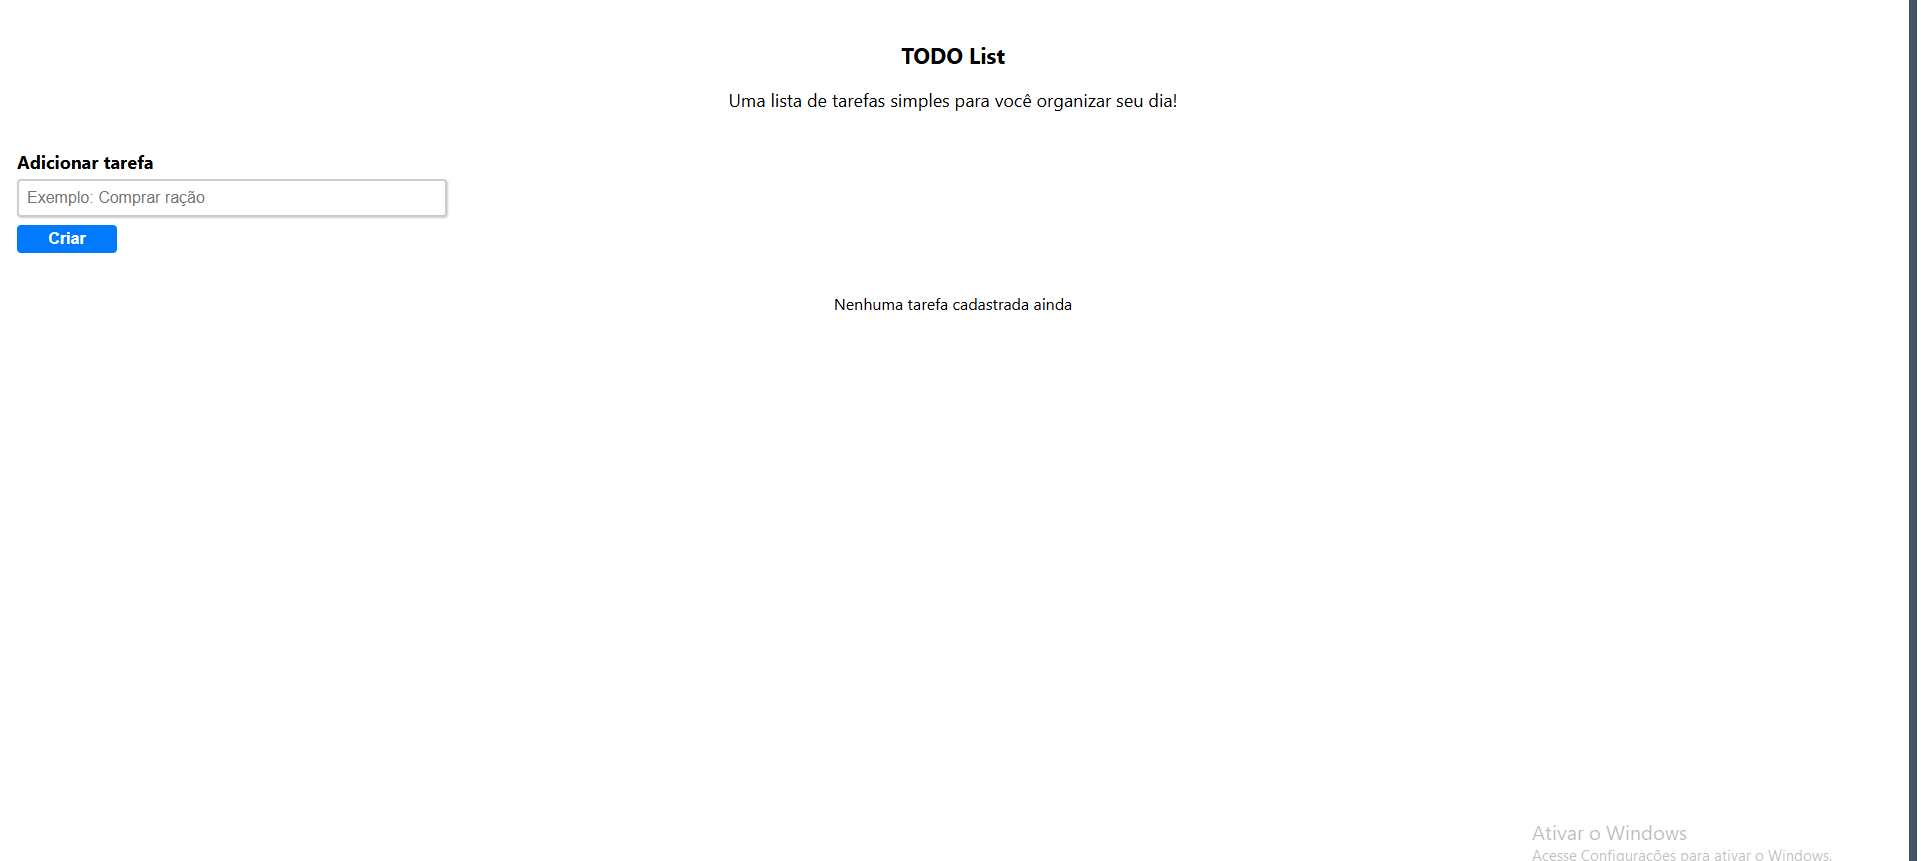 TODO List
Uma lista de tarefas simples para você organizar seu dia!
Adicionar tarefa
Exemplo: Comprar ração
Criar
Nenhuma tarefa cadastrada ainda
Ativar o Windows
Acesse Configurações para ativar o Windows.